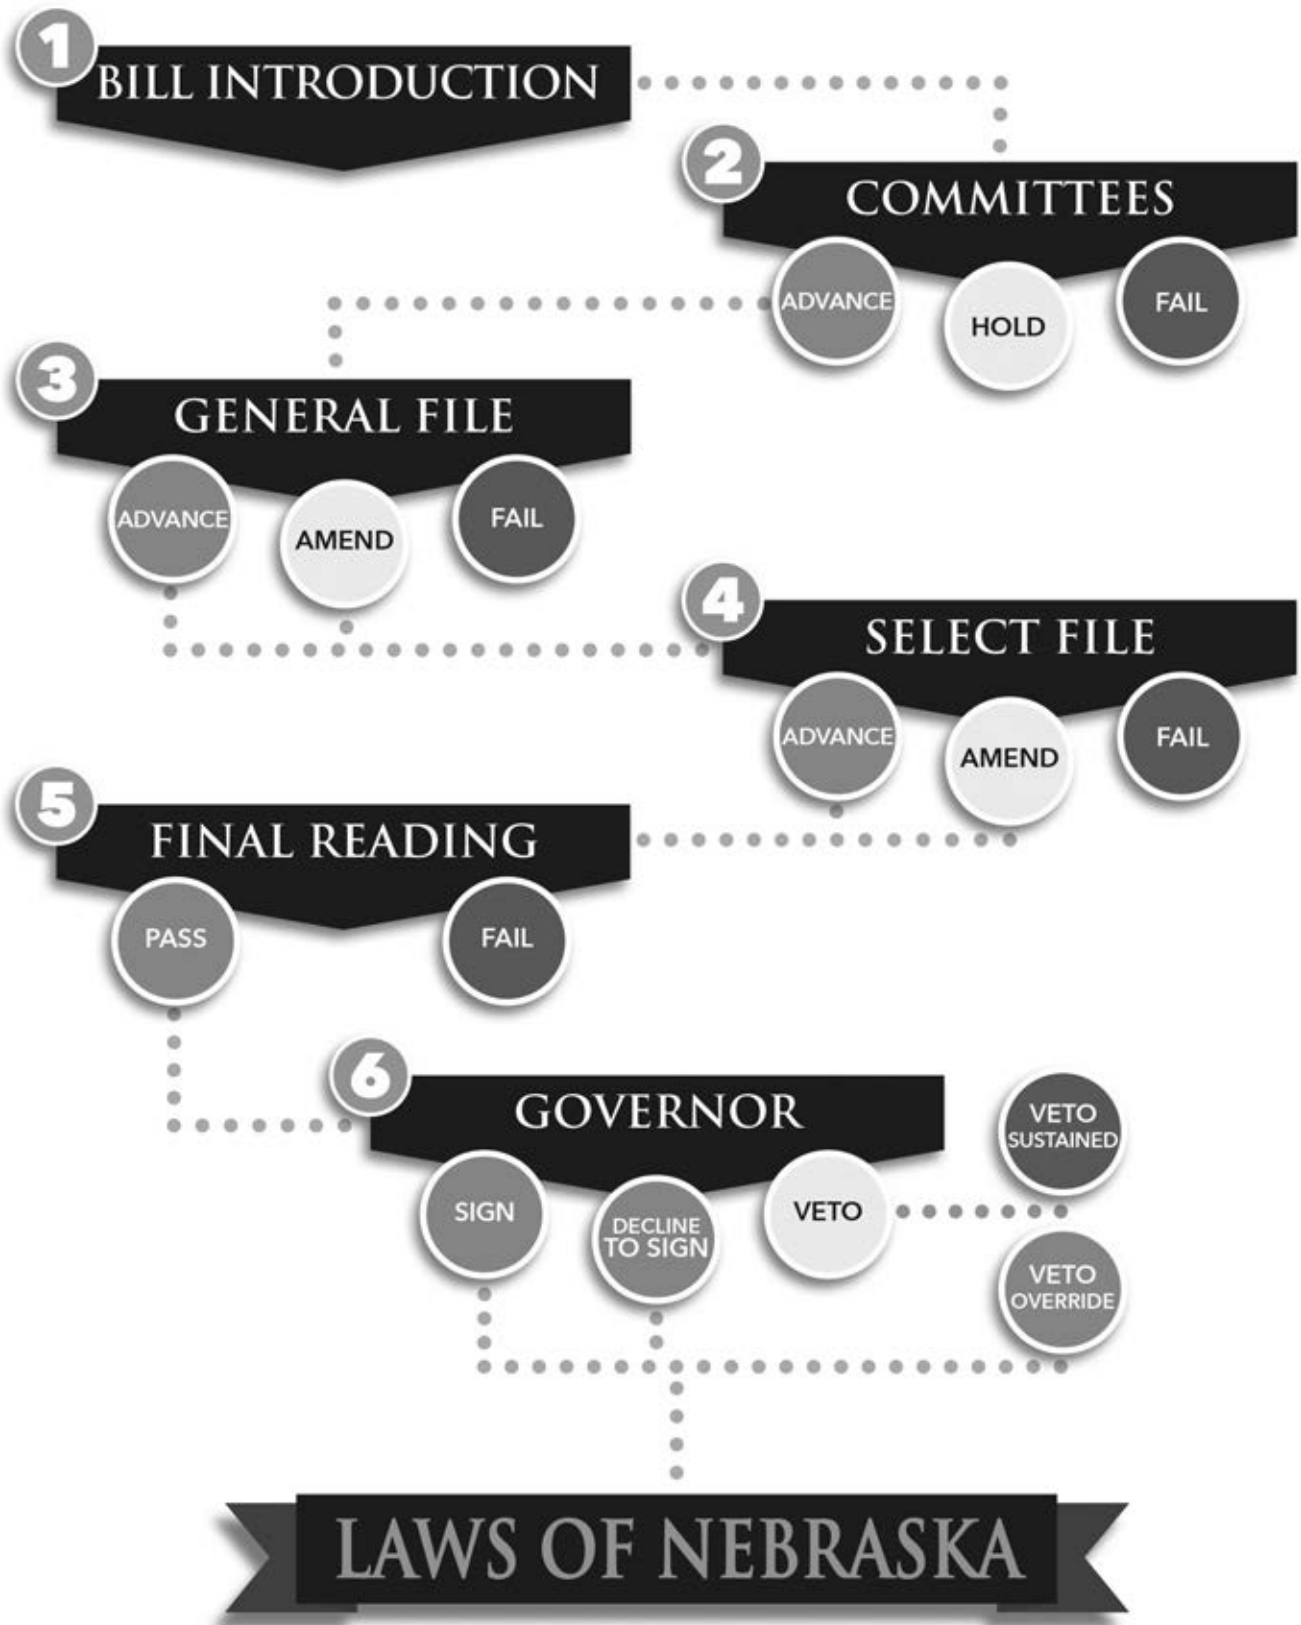 1
BILL INTRODUCTION
2
COMMITTEES
ADVANCE
HOLD
FAIL
3
GENERAL FILE
ADVANCE
AMEND
FAIL
4
SELECT FILE
ADVANCE
AMEND
FAIL
5
FINAL READING
PASS
FAIL
6
GOVERNOR
SIGN
DECLINE
TO SIGN
VETO
VETO
SUSTAINED
VETO
OVERRIDE
LAWS OF NEBRASKA